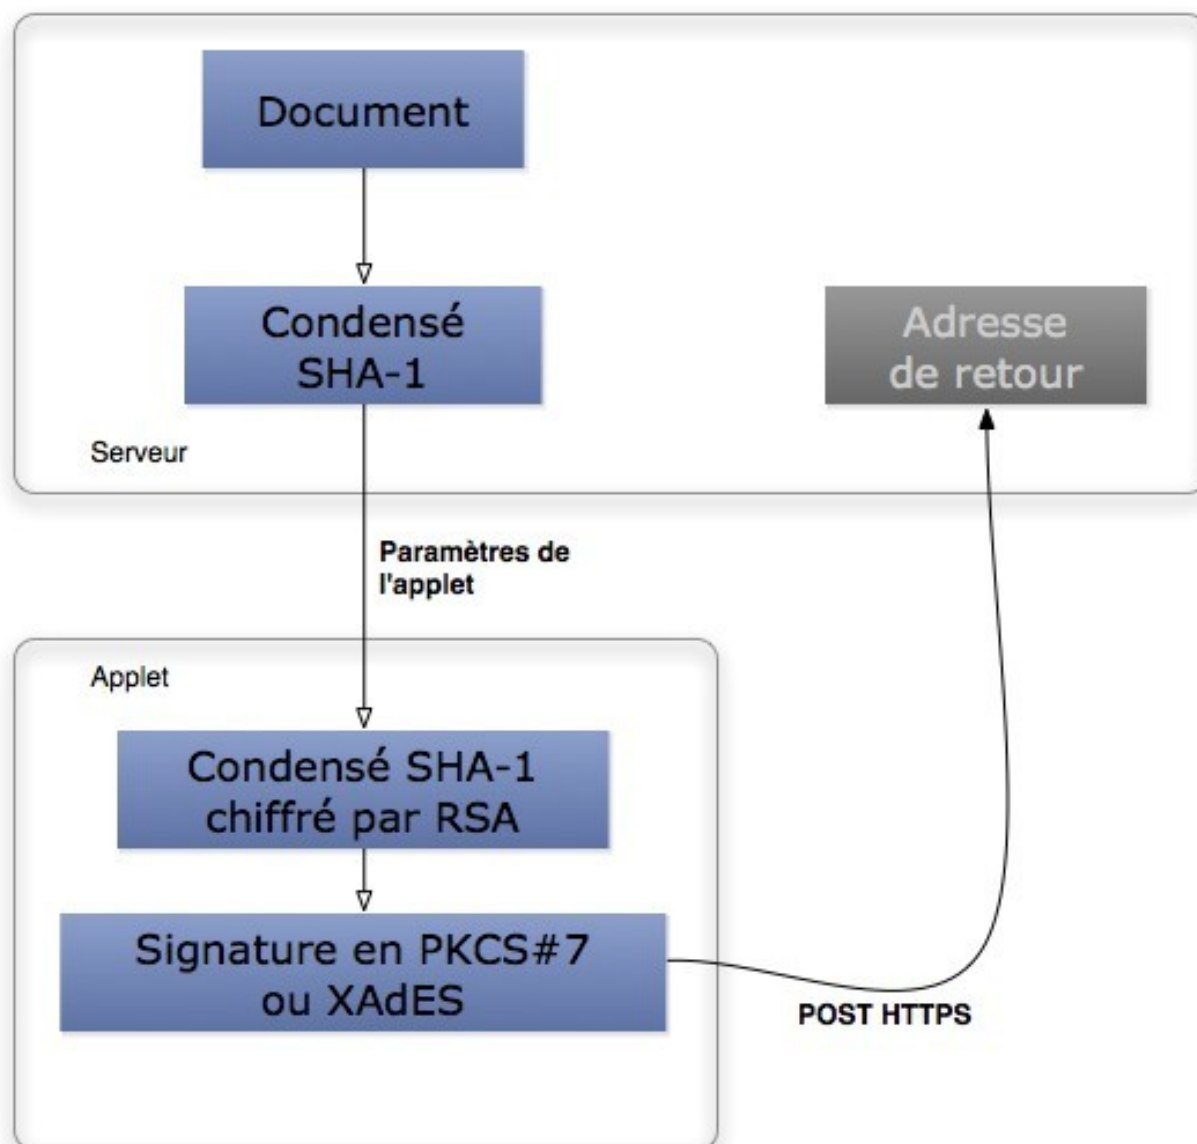 Document
Condensé
SHA-1
Adresse
de retour
Serveur
Paramètres de
l'applet
Applet
Condensé SHA-1
chiffré par RSA
Signature en PKCS#7
ou XAdES
POST HTTPS